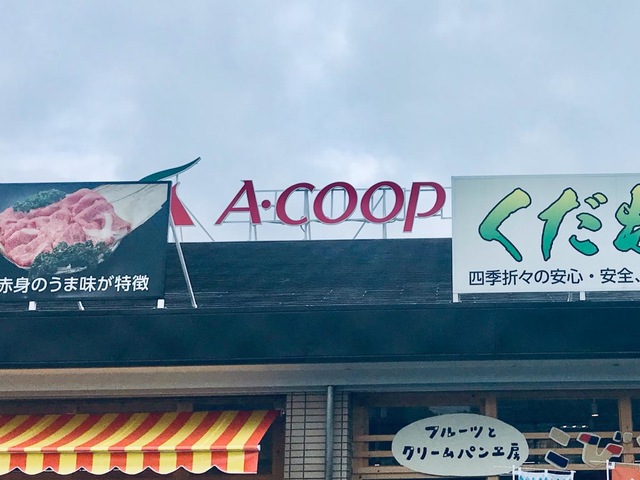 A·COOP
赤身のうま味が特徴
くだも
四季折々の安心・安全、
フルーツと
クリームパン工房